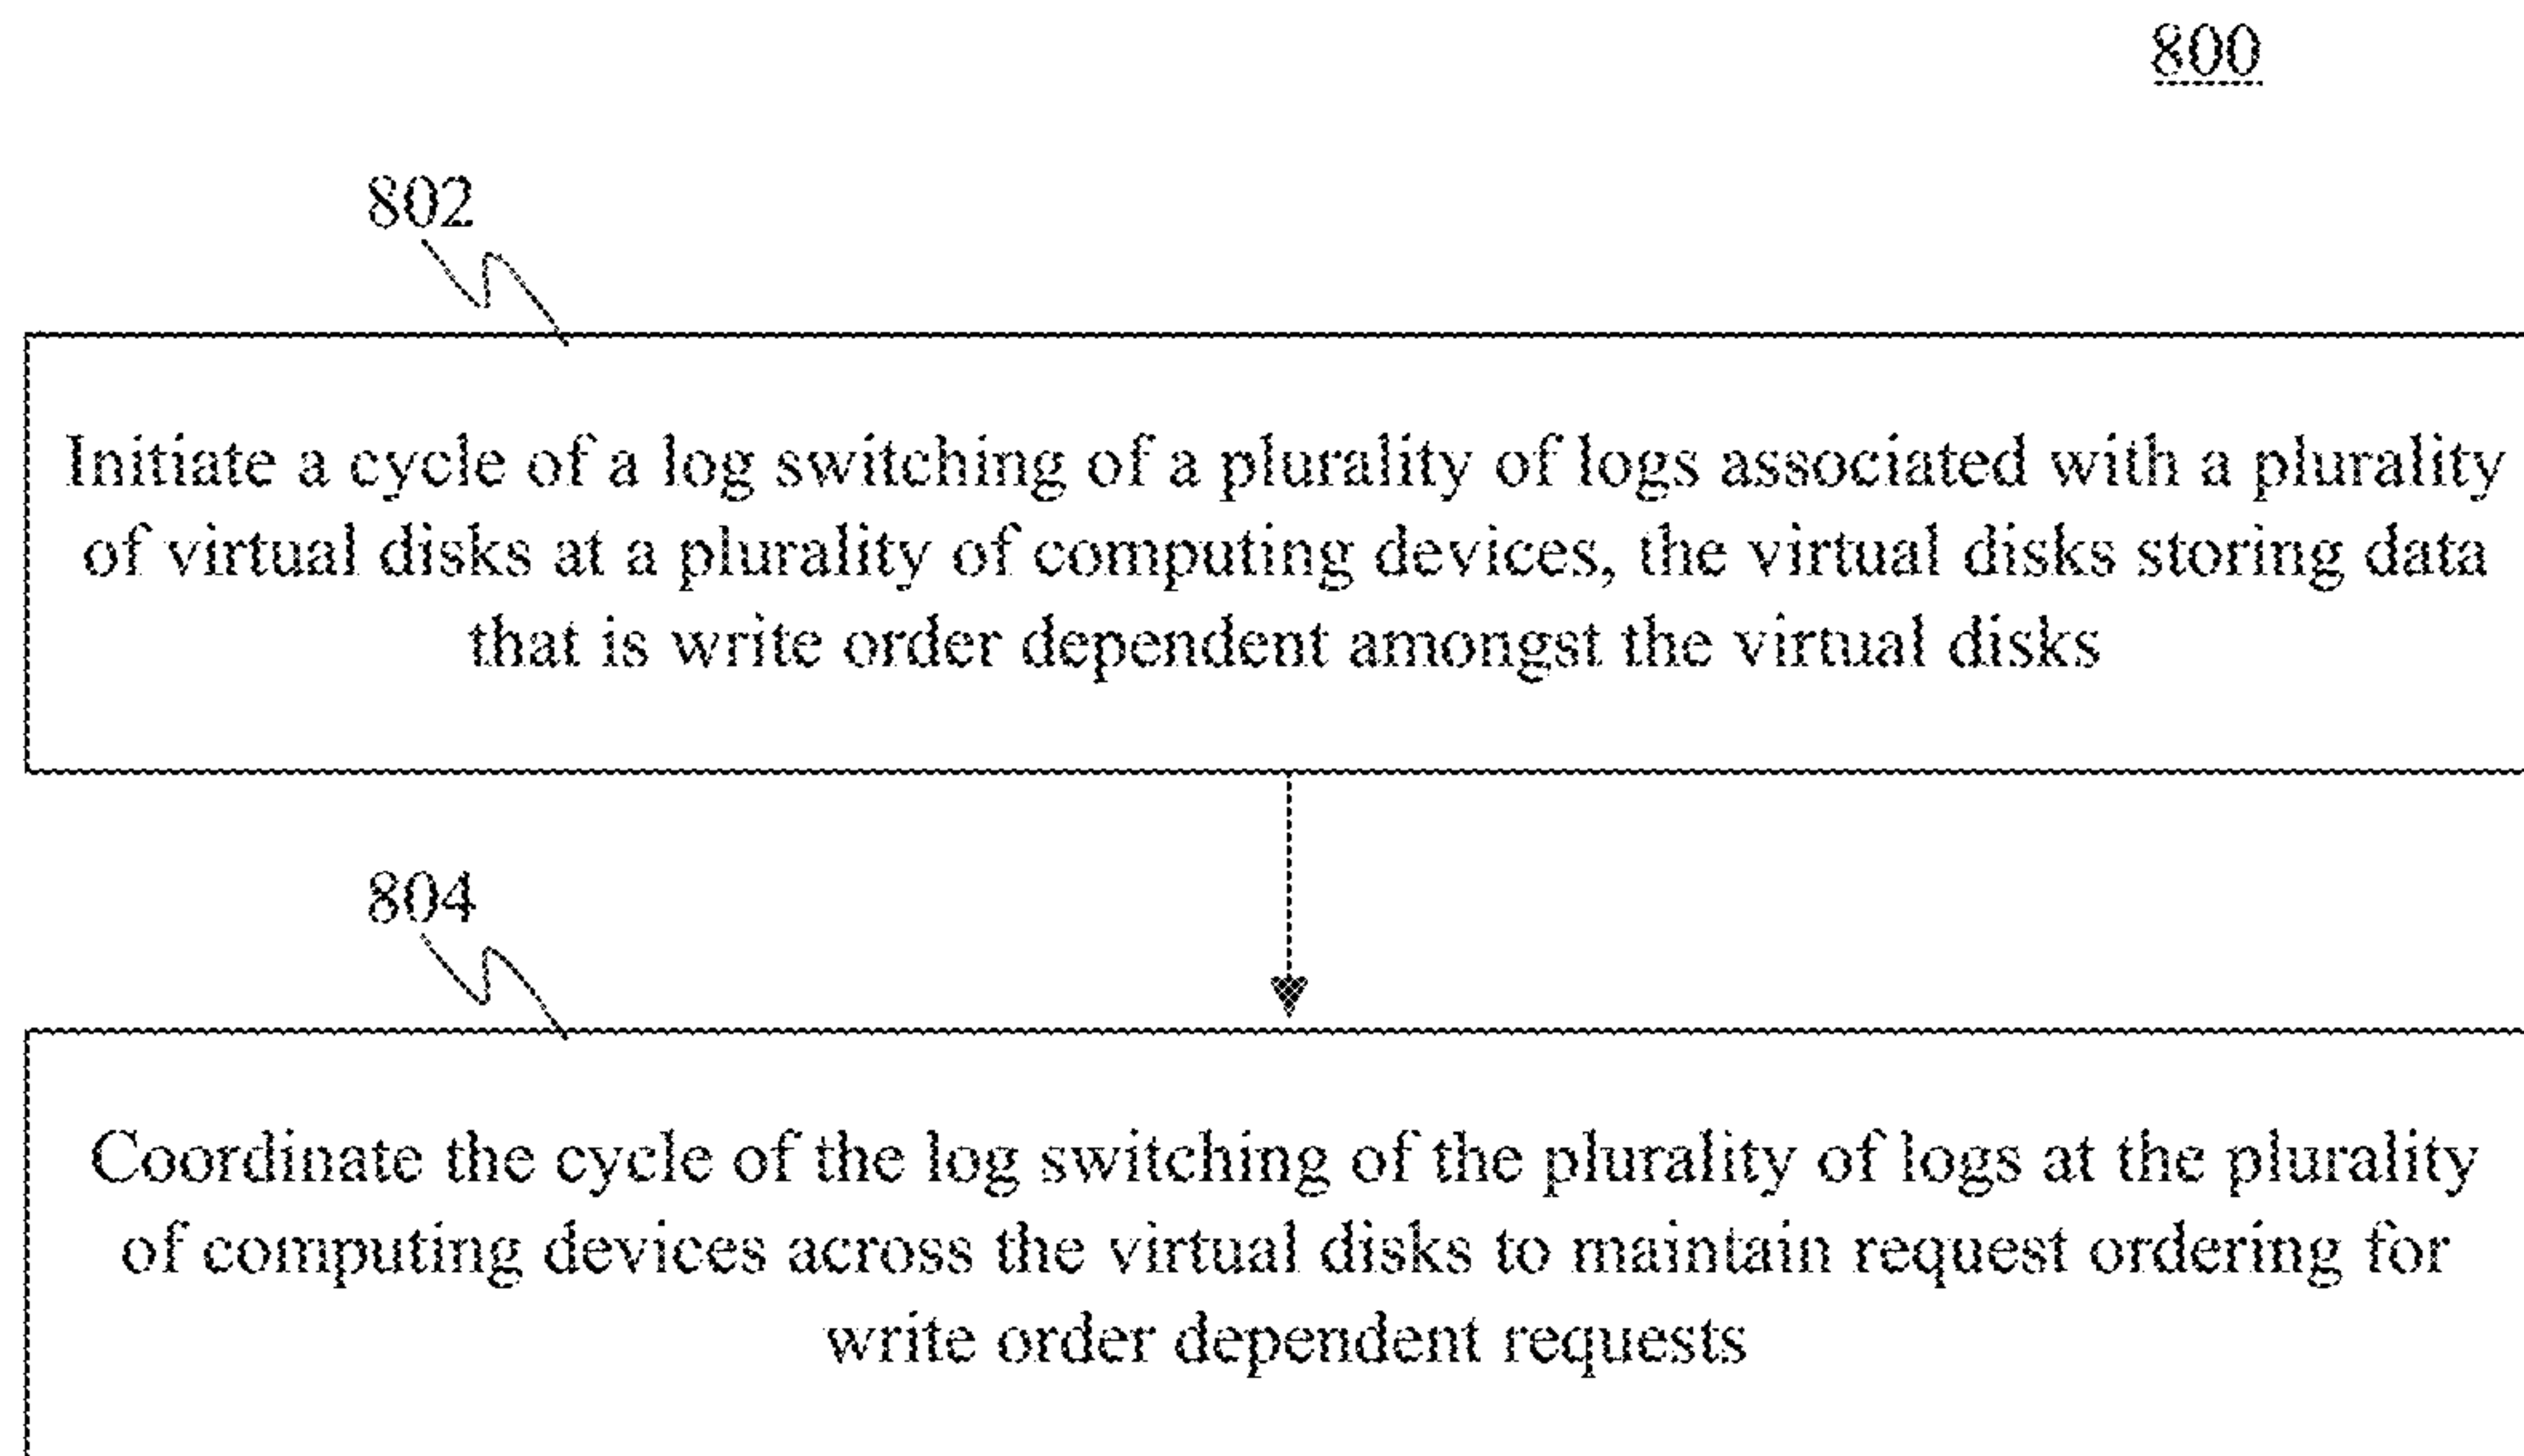 800
802
Initiate a cycle of a log switching of a plurality of logs associated with a plurality
of virtual disks at a plurality of computing devices, the virtual disks storing data
that is write order dependent amongst the virtual disks
804
Coordinate the cycle of the log switching of the plurality of logs at the plurality
of computing devices across the virtual disks to maintain request ordering for
write order dependent requests